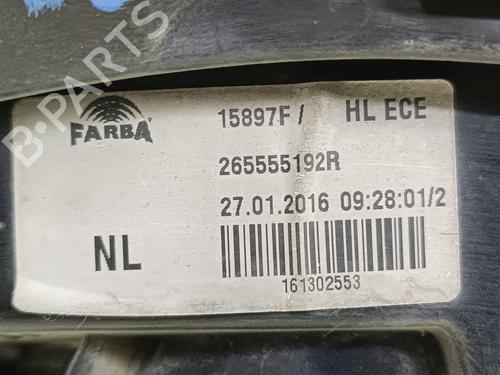 B-PARTS
FARBA
15897F / HL ECE
265555192R
27.01.2016 09:28:01/2
NL
161302553